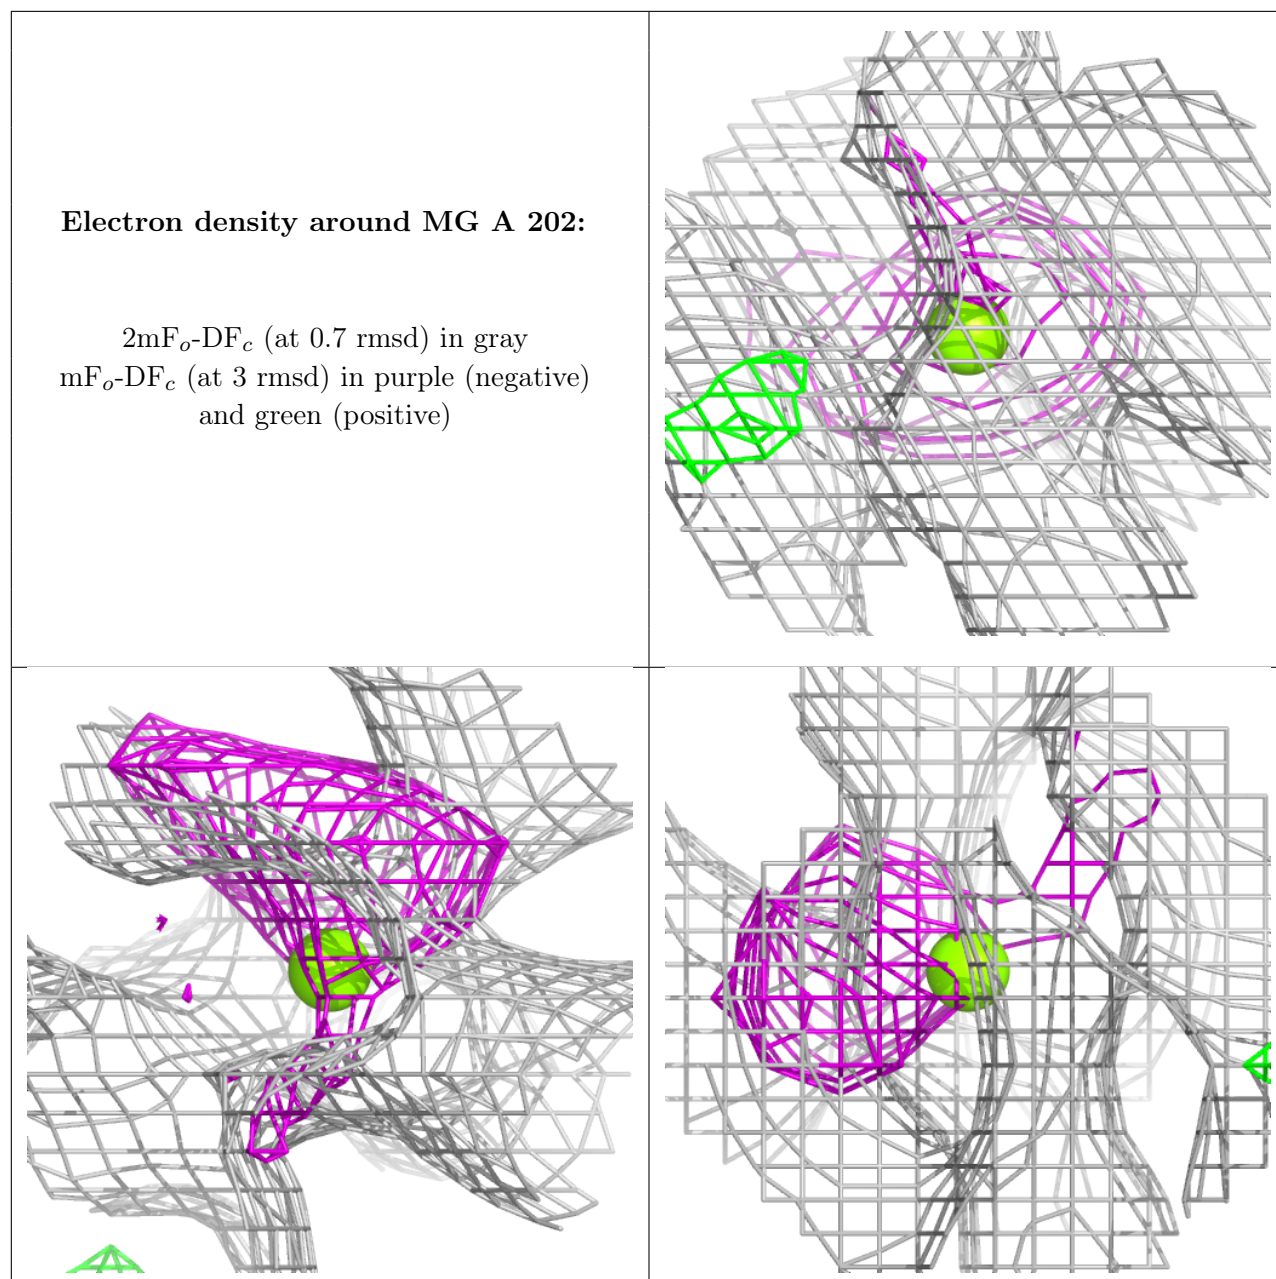 Electron density around MG A 202:
2mFo-DFc (at 0.7 rmsd) in gray
mFo-DFc (at 3 rmsd) in purple (negative)
and green (positive)